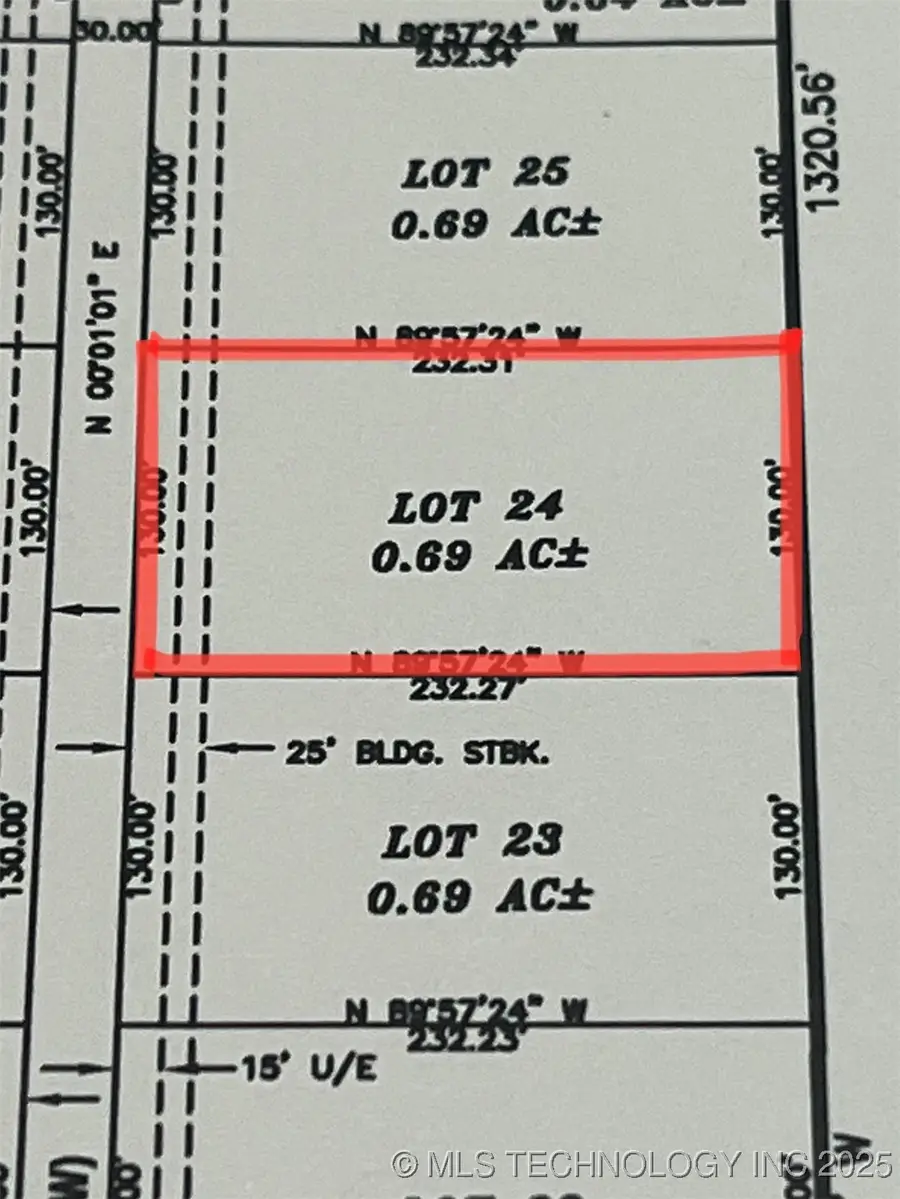 30.00'
N 89°57'24" W
232.34'
1320.56'
130.00'
130.00'
LOT 25
0.69 AC±
130.00'
N 00°01'01" E
N 89°57'24" W
232.31'
130.00'
130.00'
LOT 24
0.69 AC±
130.00'
N 89°57'24" W
232.27'
25' BLDG. STBK.
130.00'
130.00'
LOT 23
0.69 AC±
130.00'
N 89°57'24" W
232.23'
15' U/E
© MLS TECHNOLOGY INC 2025